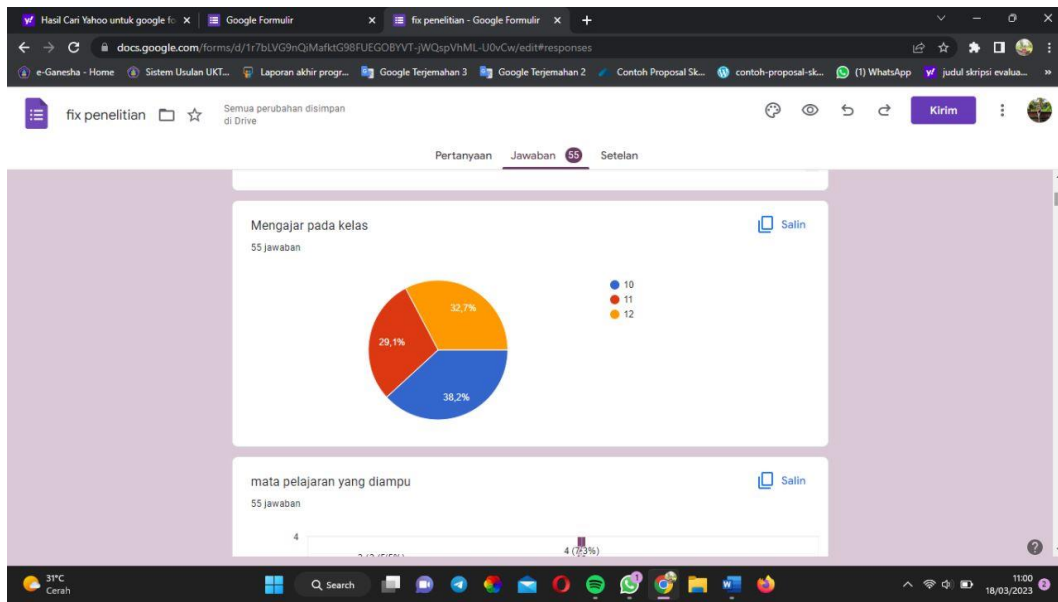 Hasil Cari Yahoo untuk google fo
Google Formulir
fix penelitian - Google Formulir
docs.google.com/forms/d/1r7bLVG9nQiMafktG98FUEGOBYVT-jWQspVhML-U0vCw/edit#responses
e-Ganesha - Home
Sistem Usulan UKT...
Laporan akhir progr...
Google Terjemahan 3
Google Terjemahan 2
Contoh Proposal Sk...
contoh-proposal-sk...
(1) WhatsApp
judul skripsi evalua...
fix penelitian
Semua perubahan disimpan
di Drive
Kirim
Pertanyaan
Jawaban 55
Setelan
Mengajar pada kelas
Salin
55 jawaban
10
11
12
32,7%
29,1%
38,2%
mata pelajaran yang diampu
Salin
55 jawaban
4
4 (7,3%)
31°C
Cerah
Search
11:00
18/03/2023
2